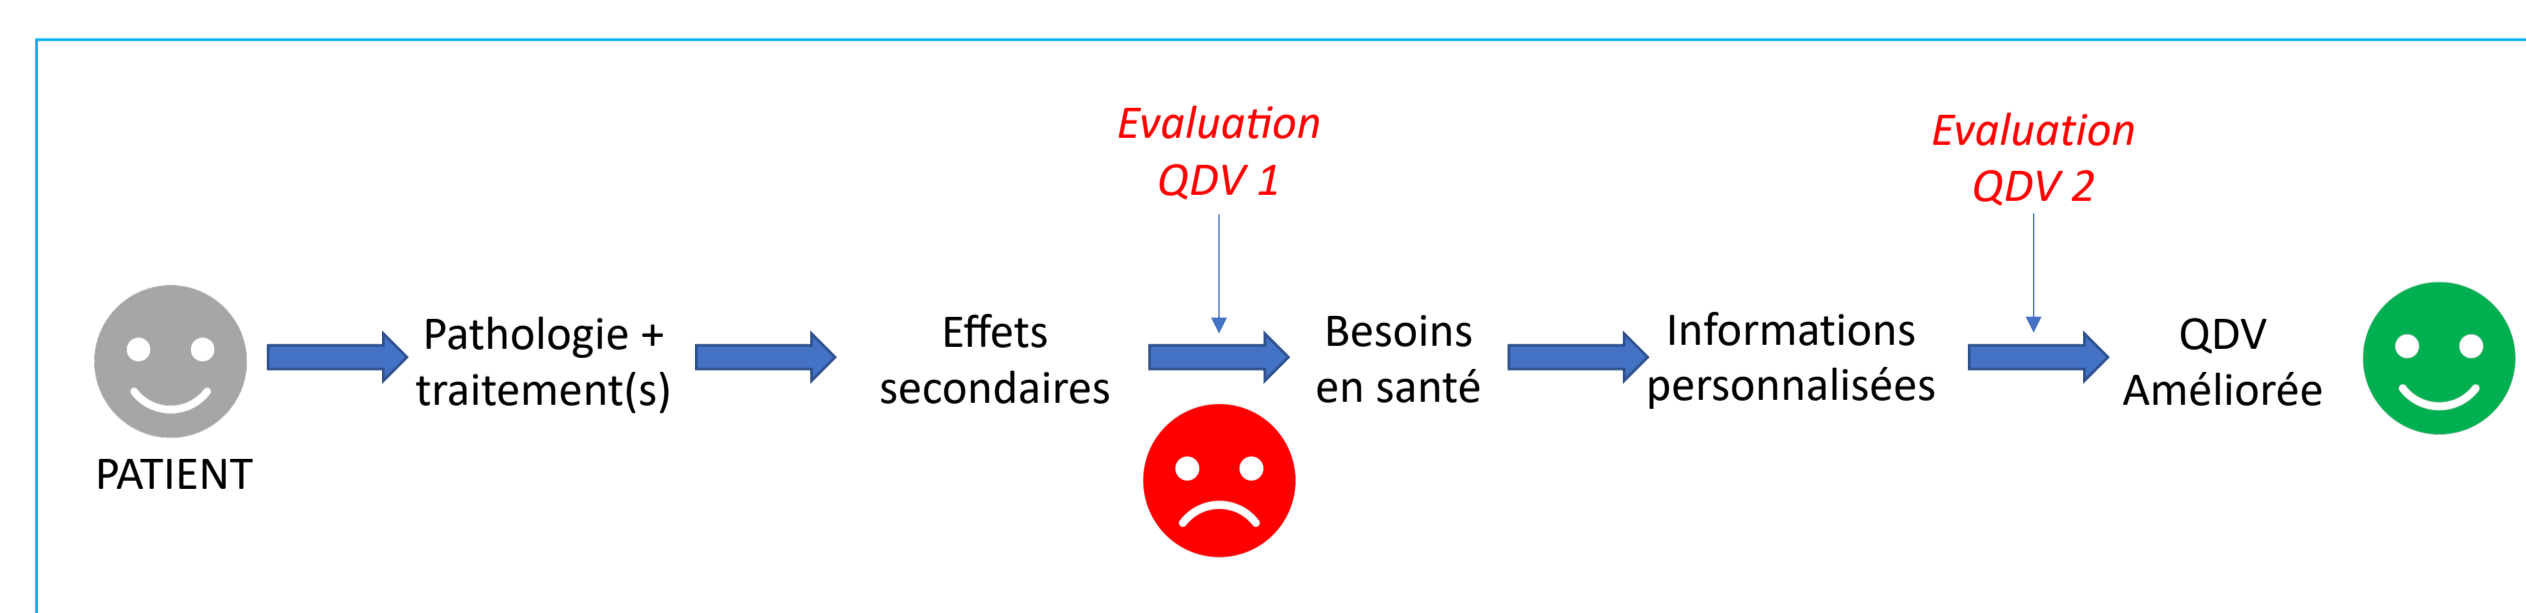 Evaluation
QDV 1
Evaluation
QDV 2
PATIENT
Pathologie +
traitement(s)
Effets
secondaires
Besoins
en santé
Informations
personnalisées
QDV
Améliorée